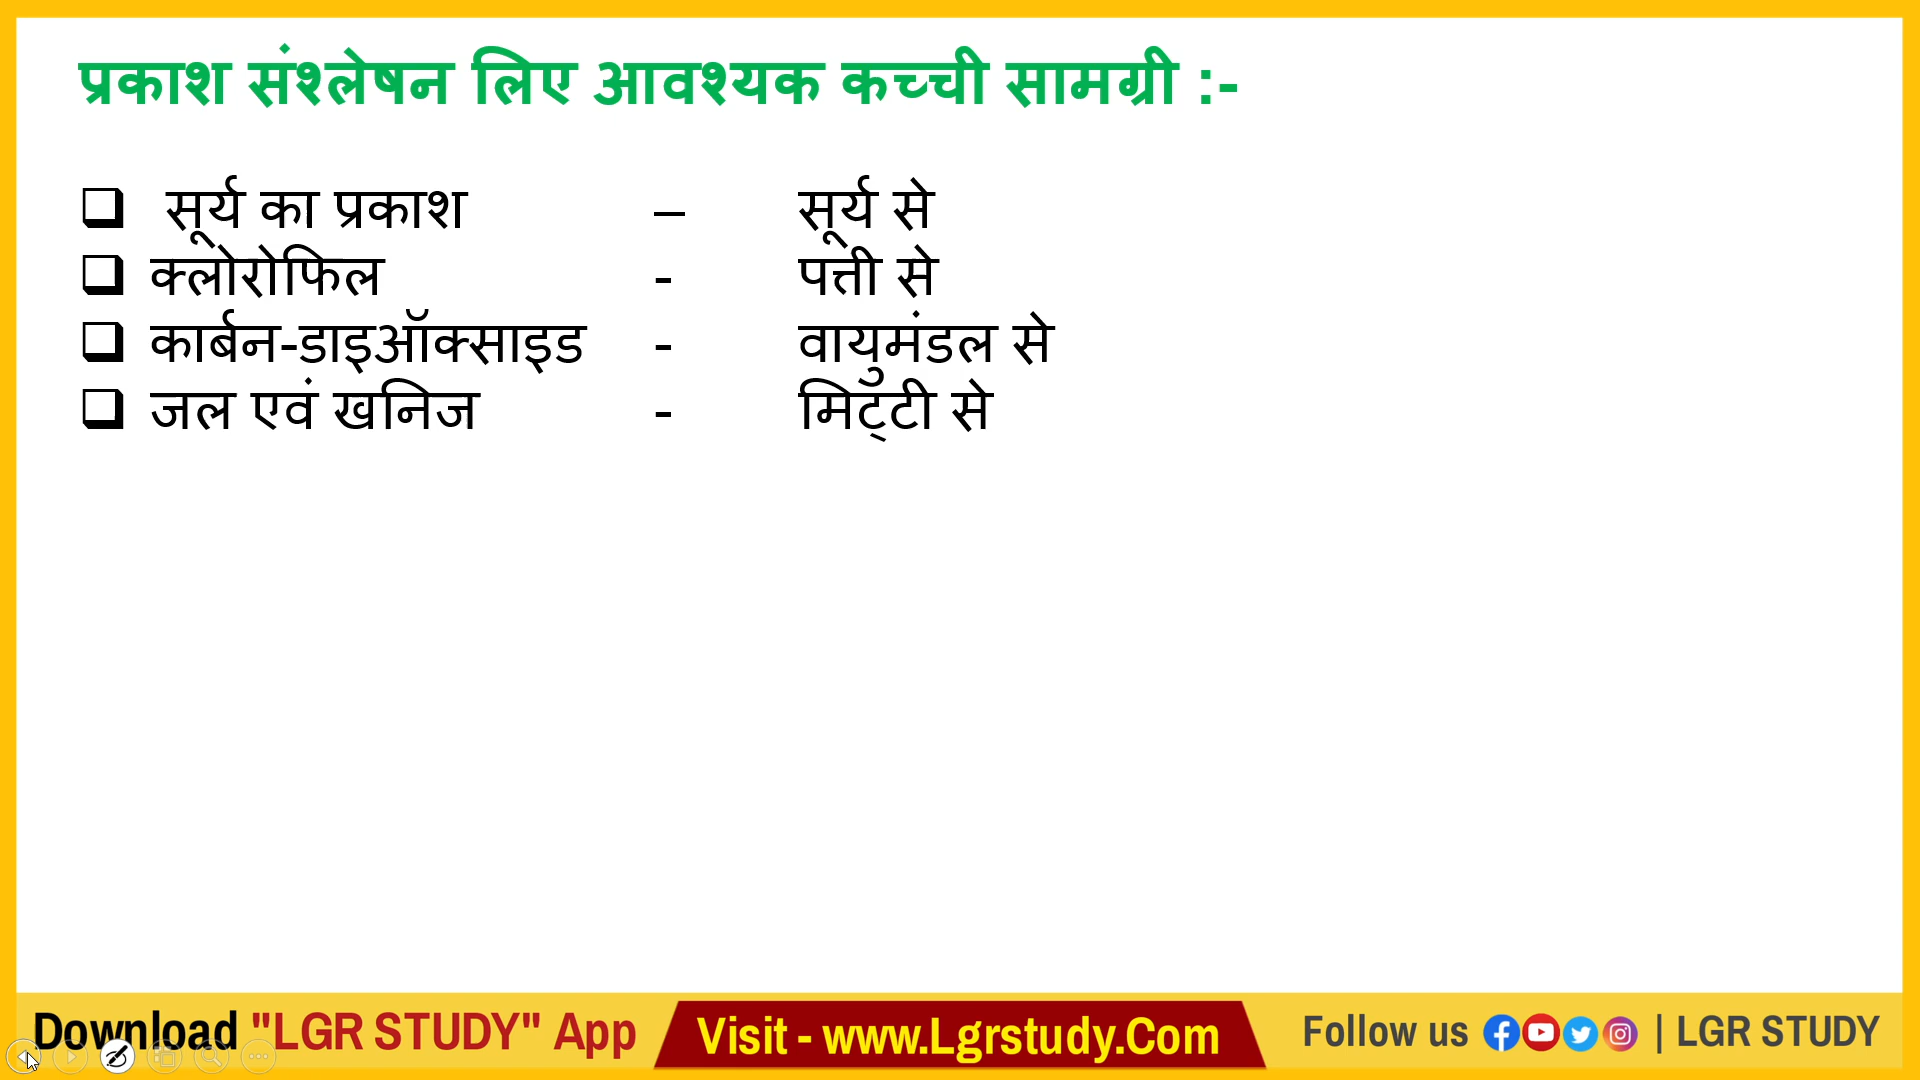 प्रकाश संश्लेषन लिए आवश्यक कच्ची सामग्री :-
❑ सूर्य का प्रकाश – सूर्य से
❑ क्लोरोफिल - पत्ती से
❑ कार्बन-डाइऑक्साइड - वायुमंडल से
❑ जल एवं खनिज - मिट्टी से
Download "LGR STUDY" App Visit - www.Lgrstudy.Com Follow us | LGR STUDY